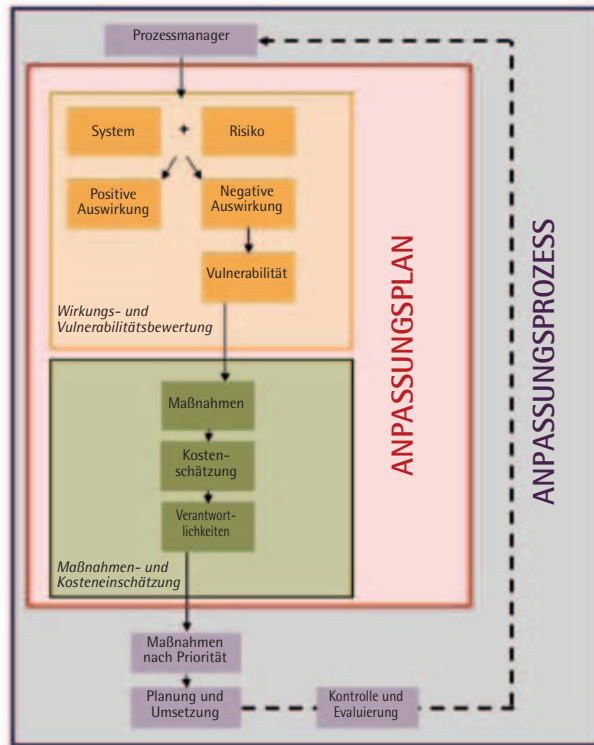 Prozessmanager
System
+
Risiko
Positive
Auswirkung
Negative
Auswirkung
Vulnerabilität
Wirkungs- und
Vulnerabilitätsbewertung
Maßnahmen
Kosten-
schätzung
Verantwort-
lichkeiten
Maßnahmen- und
Kosteneinschätzung
ANPASSUNGSPLAN
ANPASSUNGSPROZESS
Maßnahmen
nach Priorität
Planung und
Umsetzung
Kontrolle und
Evaluierung